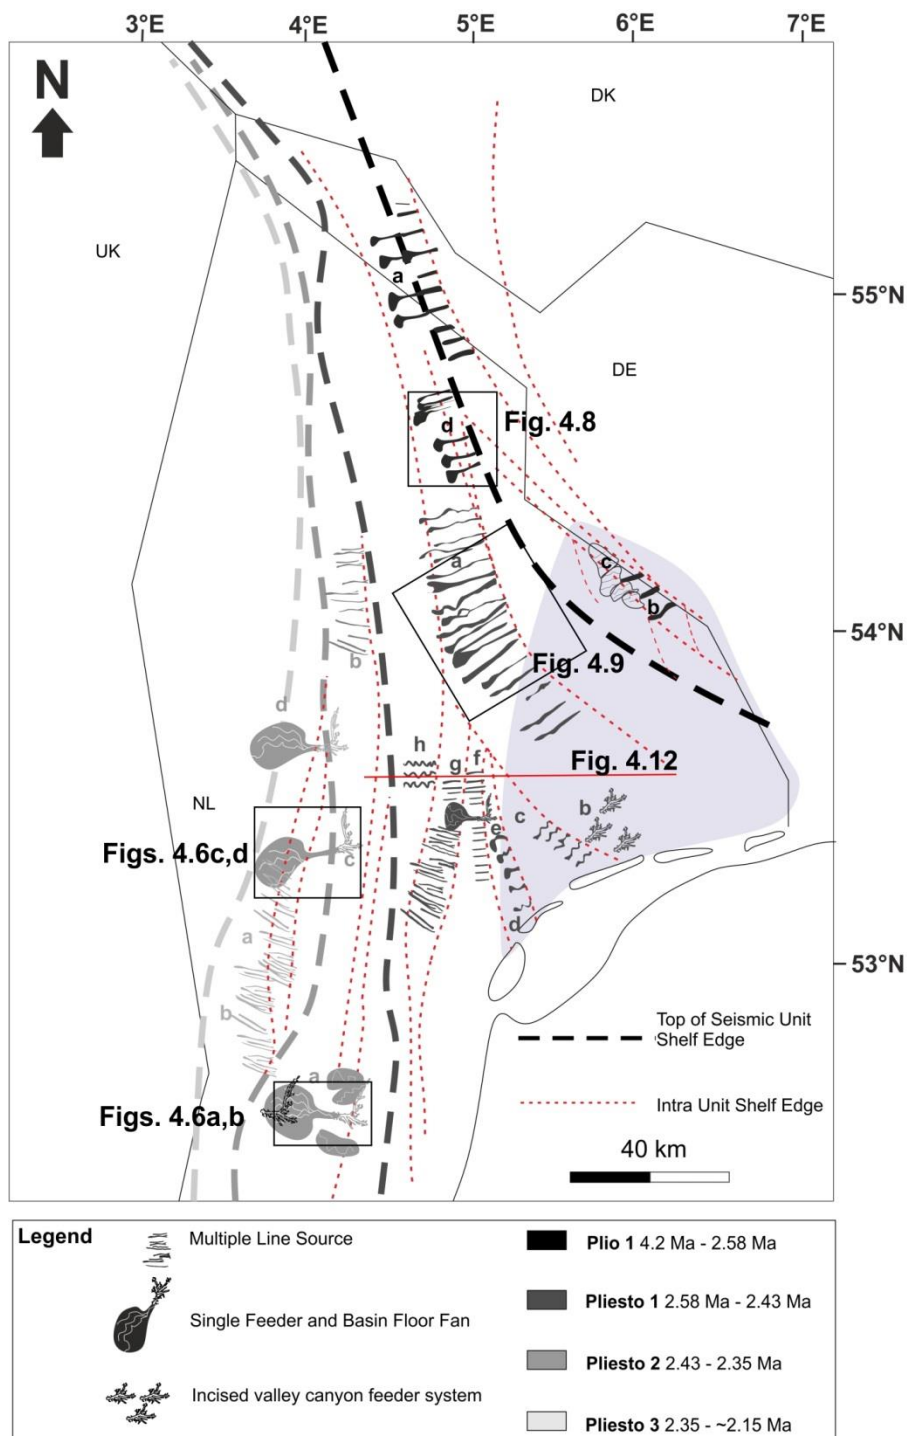 3°E 4°E 5°E 6°E 7°E
N
DK
UK
a
55°N
DE
Fig. 4.8
d
a
c
b
54°N
b
Fig. 4.9
d
h
g f
Fig. 4.12
NL
e
c
b
Figs. 4.6c,d
c
a
d
53°N
b
Top of Seismic Unit
Shelf Edge
a
Figs. 4.6a,b
Intra Unit Shelf Edge
40 km
Legend
Multiple Line Source
Single Feeder and Basin Floor Fan
Incised valley canyon feeder system
Plio 1 4.2 Ma - 2.58 Ma
Pliesto 1 2.58 Ma - 2.43 Ma
Pliesto 2 2.43 - 2.35 Ma
Pliesto 3 2.35 - ~2.15 Ma